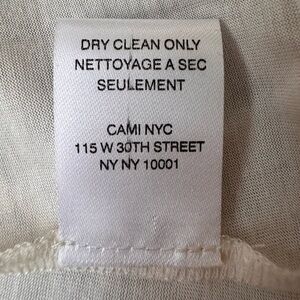 DRY CLEAN ONLY
NETTOYAGE A SEC
SEULEMENT
CAMI NYC
115 W 30TH STREET
NY NY 10001